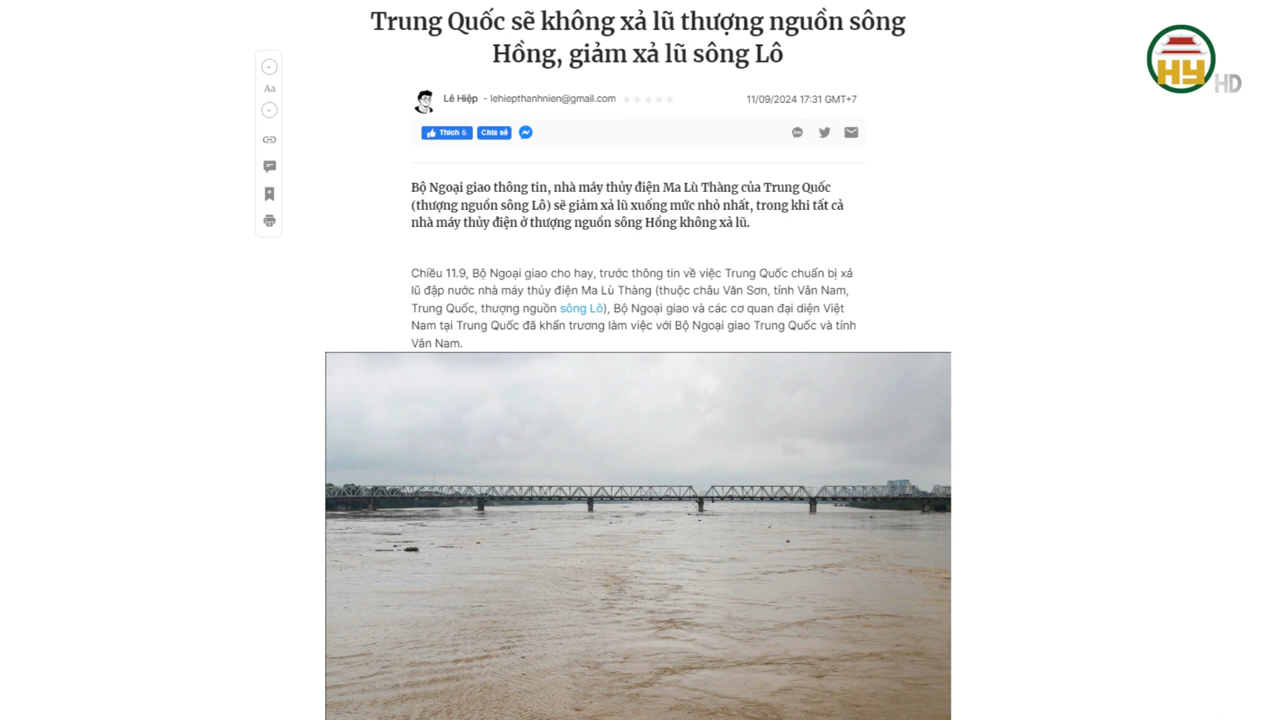 Trung Quốc sẽ không xả lũ thượng nguồn sông
Hồng, giảm xả lũ sông Lô
HY HD
Aa
Lê Hiệp - lehiepthanhnien@gmail.com
11/09/2024 17:31 GMT+7
Thích 6 Chia sẻ
Bộ Ngoại giao thông tin, nhà máy thủy điện Ma Lù Thàng của Trung Quốc
(thượng nguồn sông Lô) sẽ giảm xả lũ xuống mức nhỏ nhất, trong khi tất cả
nhà máy thủy điện ở thượng nguồn sông Hồng không xả lũ.
Chiều 11.9, Bộ Ngoại giao cho hay, trước thông tin về việc Trung Quốc chuẩn bị xả
lũ đập nước nhà máy thủy điện Ma Lù Thàng (thuộc châu Văn Sơn, tỉnh Vân Nam,
Trung Quốc, thượng nguồn sông Lô), Bộ Ngoại giao và các cơ quan đại diện Việt
Nam tại Trung Quốc đã khẩn trương làm việc với Bộ Ngoại giao Trung Quốc và tỉnh
Vân Nam.